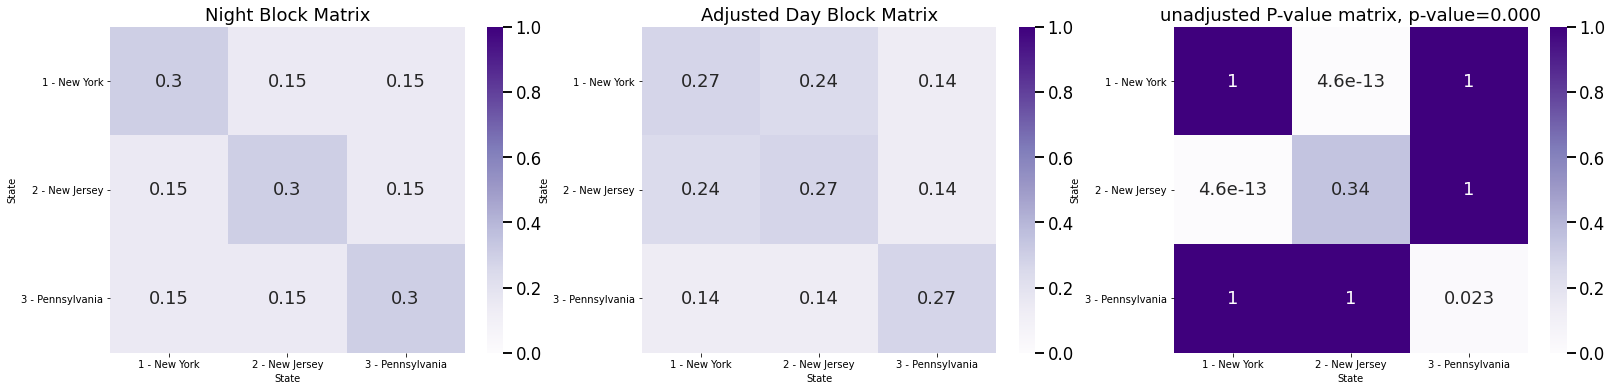 Night Block Matrix
State
1 - New York
2 - New Jersey
3 - Pennsylvania
0.3 0.15 0.15
0.15 0.3 0.15
0.15 0.15 0.3
1 - New York 2 - New Jersey 3 - Pennsylvania
State
1.0
0.8
0.6
0.4
0.2
0.0
Adjusted Day Block Matrix
State
1 - New York
2 - New Jersey
3 - Pennsylvania
0.27 0.24 0.14
0.24 0.27 0.14
0.14 0.14 0.27
1 - New York 2 - New Jersey 3 - Pennsylvania
State
1.0
0.8
0.6
0.4
0.2
0.0
unadjusted P-value matrix, p-value=0.000
State
1 - New York
2 - New Jersey
3 - Pennsylvania
1 4.6e-13 1
4.6e-13 0.34 1
1 1 0.023
1 - New York 2 - New Jersey 3 - Pennsylvania
State
1.0
0.8
0.6
0.4
0.2
0.0